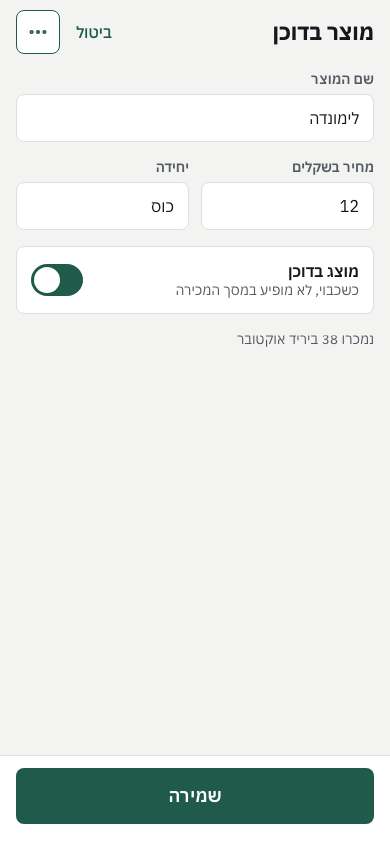 מוצר בדוכן
ביטול
שם המוצר
לימונדה
מחיר בשקלים
יחידה
12
כוס
מוצג בדוכן
כשכבוי, לא מופיע במסך המכירה
נמכרו 38 ביריד אוקטובר
שמירה